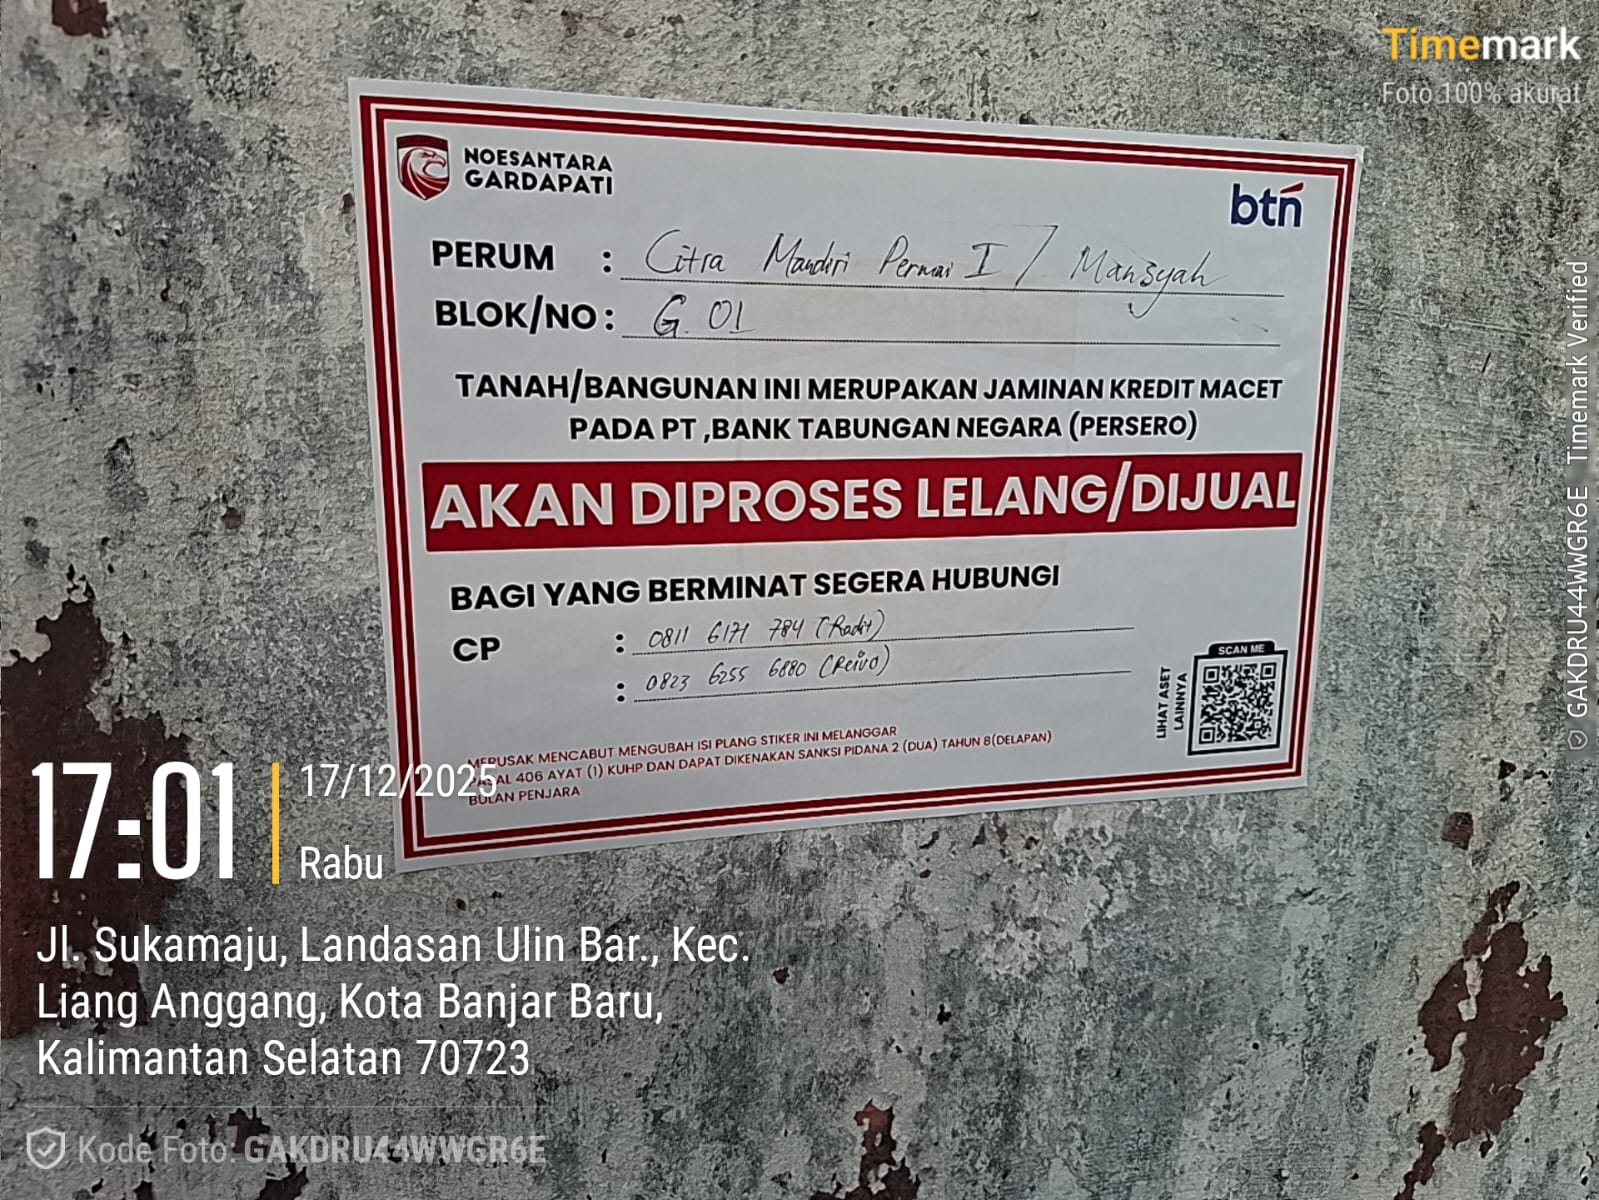 Timemark
Foto 100% akurat
NOESANTARA
GARDAPATI
btn
PERUM : Citra Mandiri Permai I / Mansyah
BLOK/NO : G. 01
TANAH/BANGUNAN INI MERUPAKAN JAMINAN KREDIT MACET
PADA PT ,BANK TABUNGAN NEGARA (PERSERO)
AKAN DIPROSES LELANG/DIJUAL
BAGI YANG BERMINAT SEGERA HUBUNGI
CP : 0811 6171 784 (Radit)
: 0823 6255 6880 (Reivo)
SCAN ME
LIHAT ASET
LAINNYA
MERUSAK MENCABUT MENGUBAH ISI PLANG STIKER INI MELANGGAR
PASAL 406 AYAT (1) KUHP DAN DAPAT DIKENAKAN SANKSI PIDANA 2 (DUA) TAHUN 8(DELAPAN)
BULAN PENJARA
17:01
17/12/2025
Rabu
Jl. Sukamaju, Landasan Ulin Bar., Kec.
Liang Anggang, Kota Banjar Baru,
Kalimantan Selatan 70723
Kode Foto: GAKDRU44WWGR6E
GAKDRU44WWGR6E Timemark Verified